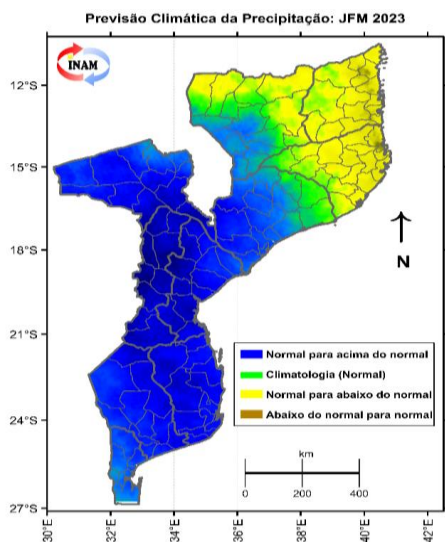 Previsão Climática da Precipitação: JFM 2023
INAM
12°S
15°S
18°S
21°S
24°S
27°S
N
Normal para acima do normal
Climatologia (Normal)
Normal para abaixo do normal
Abaixo do normal para normal
km
0 200 400
30°E 32°E 34°E 36°E 38°E 40°E 42°E